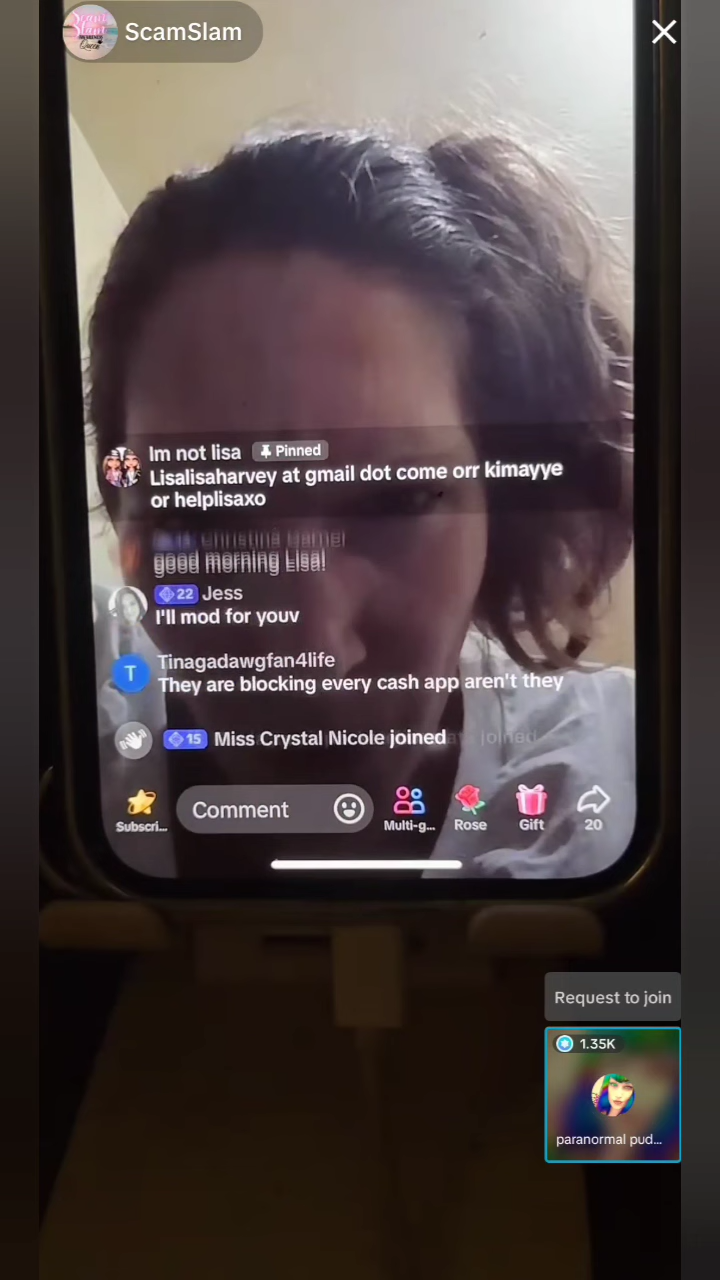 ScamSlam
Im not lisa Pinned
Lisalisaharvey at gmail dot come orr kimayye
or helplisaxo
good morning Lisa!
22 Jess
I'll mod for youv
T Tinagadawgfan4life
They are blocking every cash app aren't they
15 Miss Crystal Nicole joined
Subscri... Comment Multi-g... Rose Gift 20
Request to join
1.35K
paranormal pud...